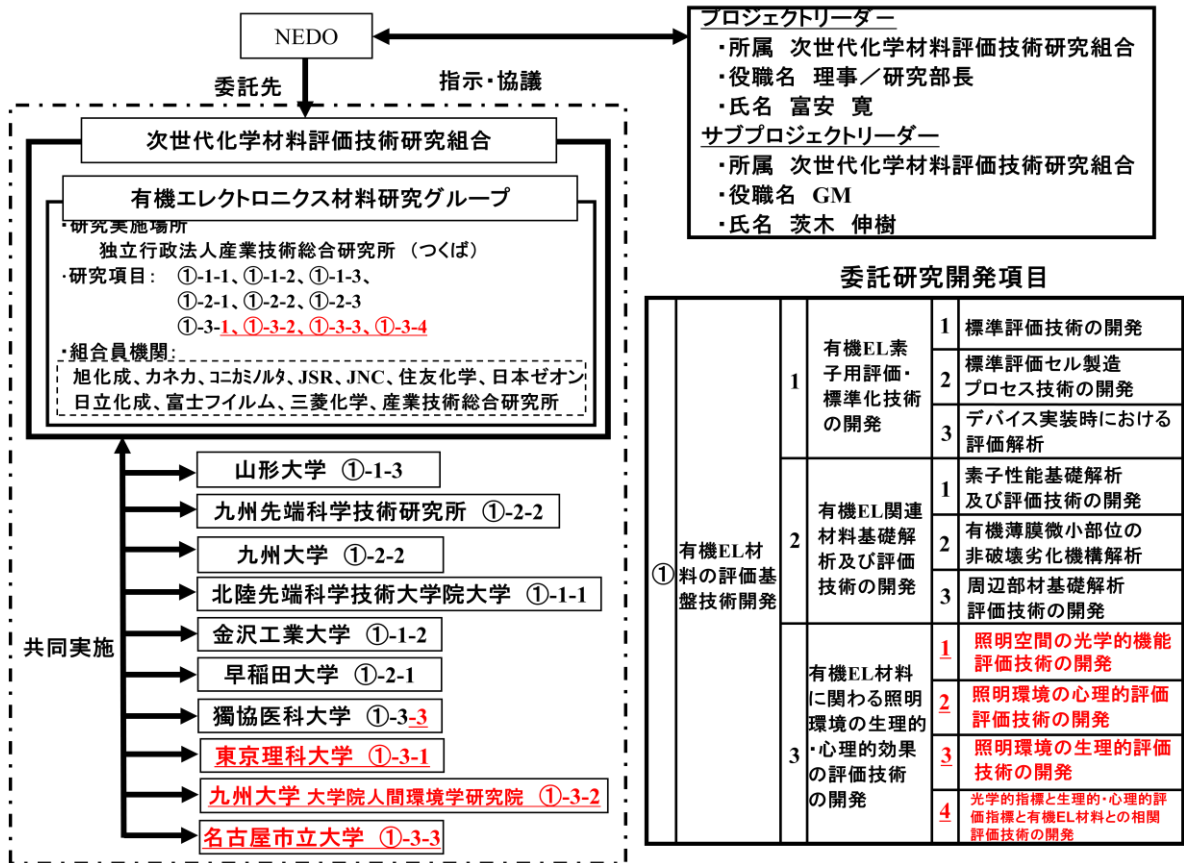 NEDO
委託先
指示・協議
プロジェクトリーダー
・所属 次世代化学材料評価技術研究組合
・役職名 理事／研究部長
・氏名 富安 寛
サブプロジェクトリーダー
・所属 次世代化学材料評価技術研究組合
・役職名 GM
・氏名 茨木 伸樹
次世代化学材料評価技術研究組合
有機エレクトロニクス材料研究グループ
・研究実施場所
独立行政法人産業技術総合研究所 （つくば）
・研究項目： ①-1-1、①-1-2、①-1-3、
①-2-1、①-2-2、①-2-3
①-3-1、①-3-2、①-3-3、①-3-4
・組合員機関：
旭化成、カネカ、コニカミノルタ、JSR、JNC、住友化学、日本ゼオン
日立化成、富士フイルム、三菱化学、産業技術総合研究所
共同実施
山形大学 ①-1-3
九州先端科学技術研究所 ①-2-2
九州大学 ①-2-2
北陸先端科学技術大学院大学 ①-1-1
金沢工業大学 ①-1-2
早稲田大学 ①-2-1
獨協医科大学 ①-3-3
東京理科大学 ①-3-1
九州大学 大学院人間環境学研究院 ①-3-2
名古屋市立大学 ①-3-3
委託研究開発項目
①
有機EL材
料の評価基
盤技術開発
1
有機EL素
子用評価・
標準化技術
の開発
1
標準評価技術の開発
2
標準評価セル製造
プロセス技術の開発
3
デバイス実装時における
評価解析
2
有機EL関連
材料基礎解
析及び評価
技術の開発
1
素子性能基礎解析
及び評価技術の開発
2
有機薄膜微小部位の
非破壊劣化機構解析
3
周辺部材基礎解析
評価技術の開発
3
有機EL材料
に関わる照明
環境の生理的
・心理的効果
の評価技術
の開発
1
照明空間の光学的機能
評価技術の開発
2
照明環境の心理的評価
評価技術の開発
3
照明環境の生理的評価
技術の開発
4
光学的指標と生理的・心理的評
価指標と有機EL材料との相関
評価技術の開発